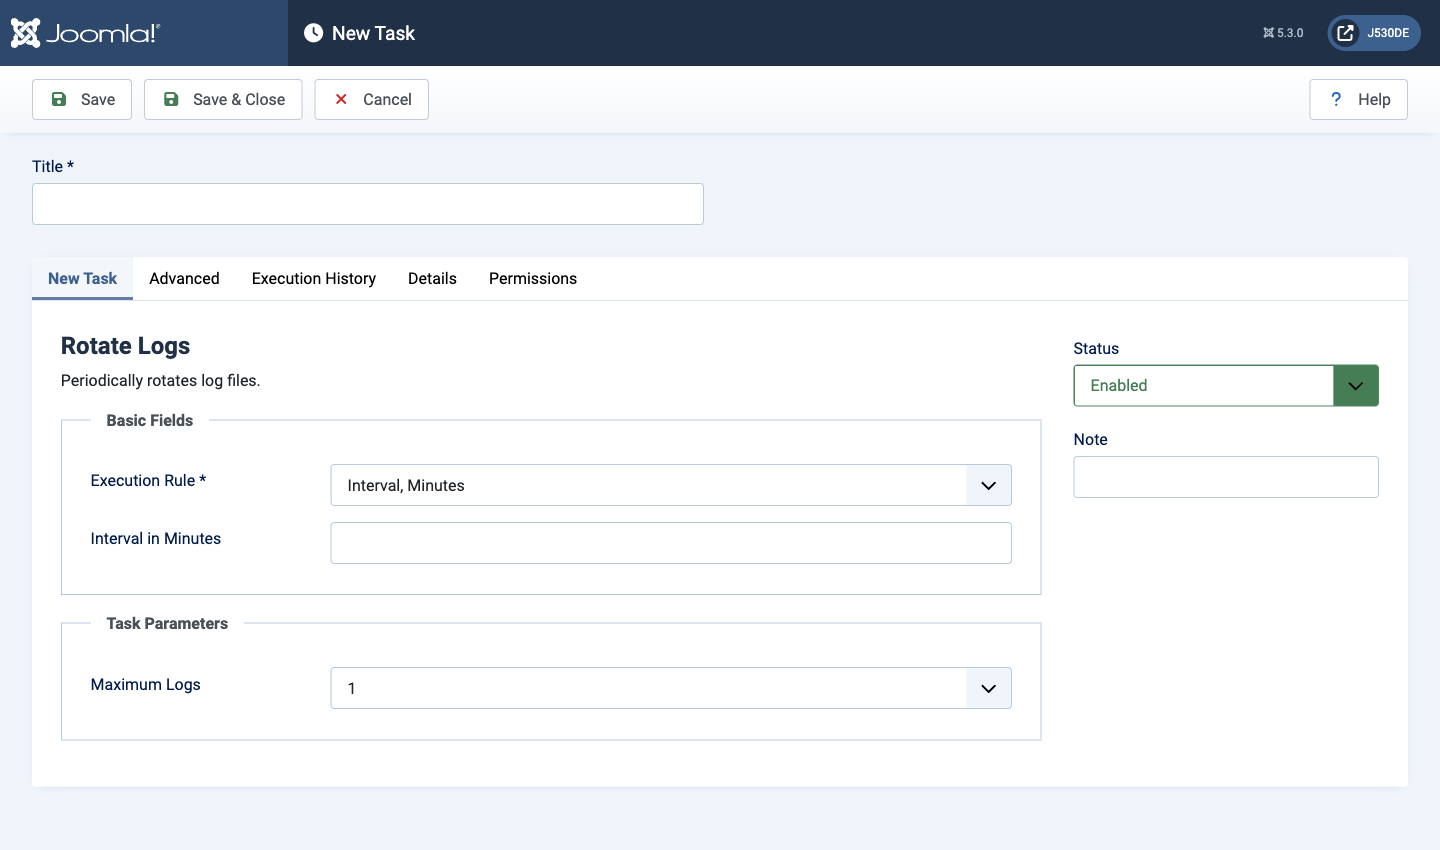 Joomla!® New Task 5.3.0 J530DE
Save Save & Close Cancel ? Help
Title *
New Task Advanced Execution History Details Permissions
Rotate Logs
Periodically rotates log files.
Basic Fields
Execution Rule * Interval, Minutes
Interval in Minutes
Task Parameters
Maximum Logs 1
Status
Enabled
Note